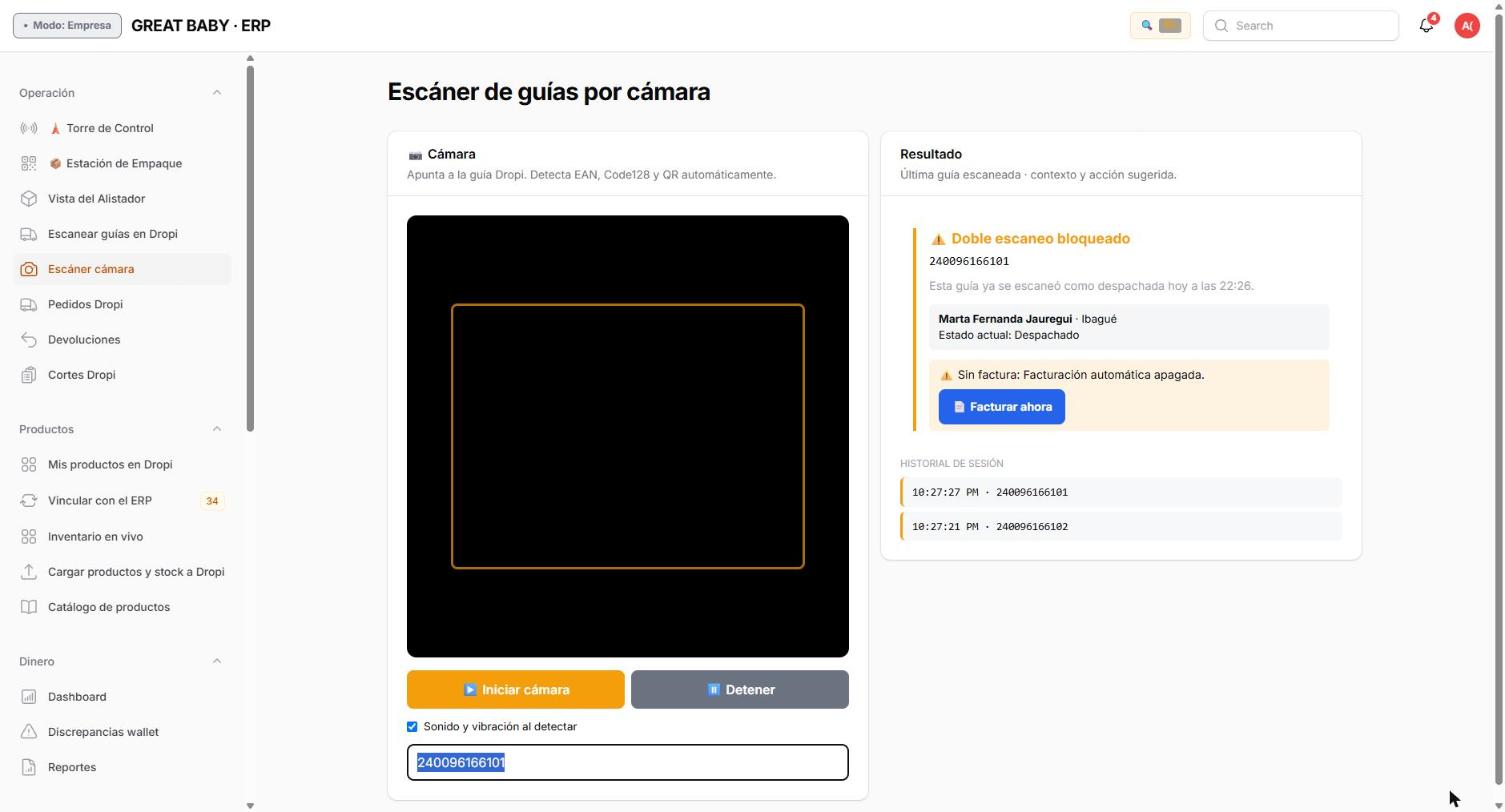 • Modo: Empresa
GREAT BABY · ERP
Search
4
A(
Operación
Torre de Control
Estación de Empaque
Vista del Alistador
Escanear guías en Dropi
Escáner cámara
Pedidos Dropi
Devoluciones
Cortes Dropi
Productos
Mis productos en Dropi
Vincular con el ERP 34
Inventario en vivo
Cargar productos y stock a Dropi
Catálogo de productos
Dinero
Dashboard
Discrepancias wallet
Reportes
Escáner de guías por cámara
Cámara
Apunta a la guía Dropi. Detecta EAN, Code128 y QR automáticamente.
Iniciar cámara
Detener
Sonido y vibración al detectar
240096166101
Resultado
Última guía escaneada · contexto y acción sugerida.
Doble escaneo bloqueado
240096166101
Esta guía ya se escaneó como despachada hoy a las 22:26.
Marta Fernanda Jauregui · Ibagué
Estado actual: Despachado
Sin factura: Facturación automática apagada.
Facturar ahora
HISTORIAL DE SESIÓN
10:27:27 PM · 240096166101
10:27:21 PM · 240096166102